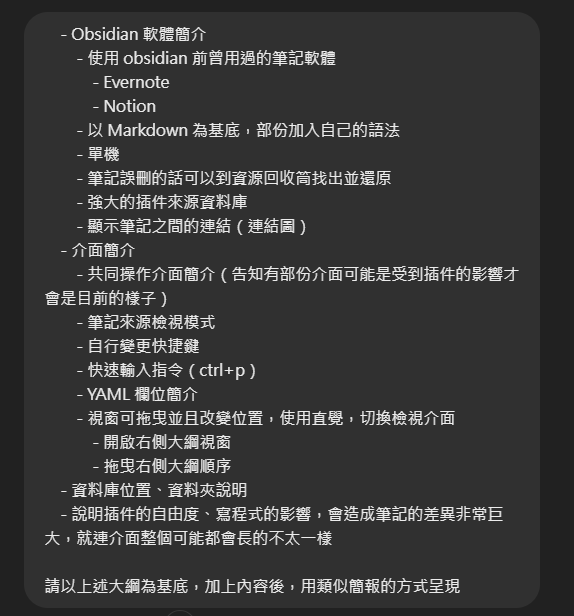 - Obsidian 軟體簡介
- 使用 obsidian 前曾用過的筆記軟體
- Evernote
- Notion
- 以 Markdown 為基底，部份加入自己的語法
- 單機
- 筆記誤刪的話可以到資源回收筒找出並還原
- 強大的插件來源資料庫
- 顯示筆記之間的連結（連結圖）
- 介面簡介
- 共同操作介面簡介（告知有部份介面可能是受到插件的影響才
會是目前的樣子）
- 筆記來源檢視模式
- 自行變更快捷鍵
- 快速輸入指令（ctrl+p）
- YAML 欄位簡介
- 視窗可拖曳並且改變位置，使用直覺，切換檢視介面
- 開啟右側大綱視窗
- 拖曳右側大綱順序
- 資料庫位置、資料夾說明
- 說明插件的自由度、寫程式的影響，會造成筆記的差異非常巨
大，就連介面整個可能都會長的不太一樣
請以上述大綱為基底，加上內容後，用類似簡報的方式呈現